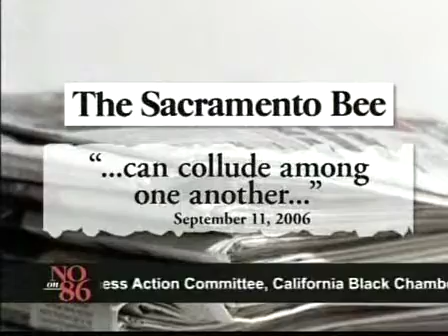 The Sacramento Bee
“...can collude among
one another...”
September 11, 2006
NO
on
86
ess Action Committee, California Black Chambe